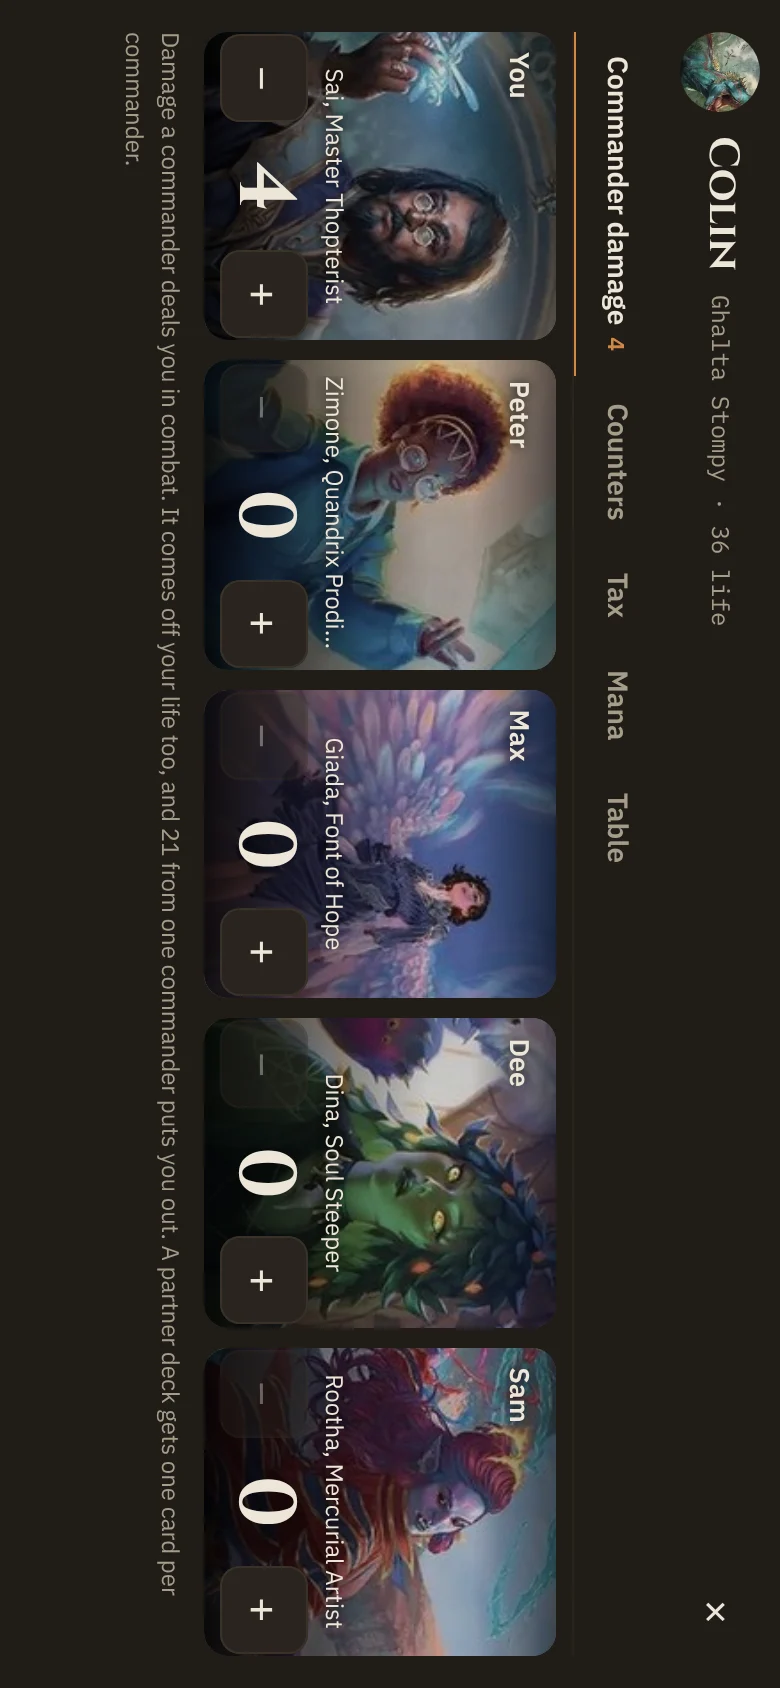 COLIN Ghalta Stompy · 36 life
×
Commander damage 4 Counters Tax Mana Table
You
Sai, Master Thopterist
− 4 +
Peter
Zimone, Quandrix Prodi...
− 0 +
Max
Giada, Font of Hope
− 0 +
Dee
Dina, Soul Steeper
− 0 +
Sam
Rootha, Mercurial Artist
− 0 +
Damage a commander deals you in combat. It comes off your life too, and 21 from one commander puts you out. A partner deck gets one card per
commander.